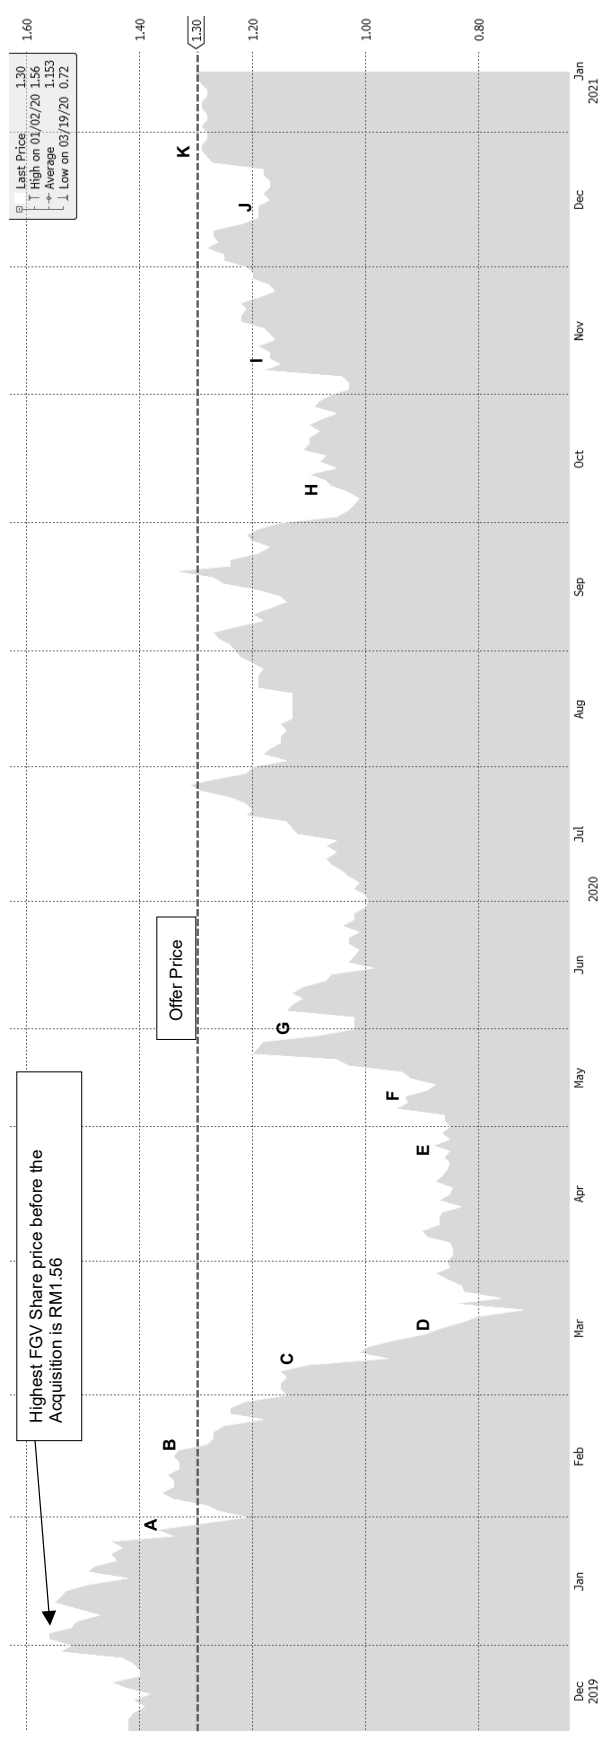 Highest FGV Share price before the
Acquisition is RM1.56
Offer Price
Last Price 1.30
High on 01/02/20 1.56
Average 1.153
Low on 03/19/20 0.72
1.60
1.40
1.30
1.20
1.00
0.80
A
B
C
D
E
F
G
H
I
J
K
Dec
Jan
Feb
Mar
Apr
May
Jun
Jul
Aug
Sep
Oct
Nov
Dec
Jan
2019
2020
2021